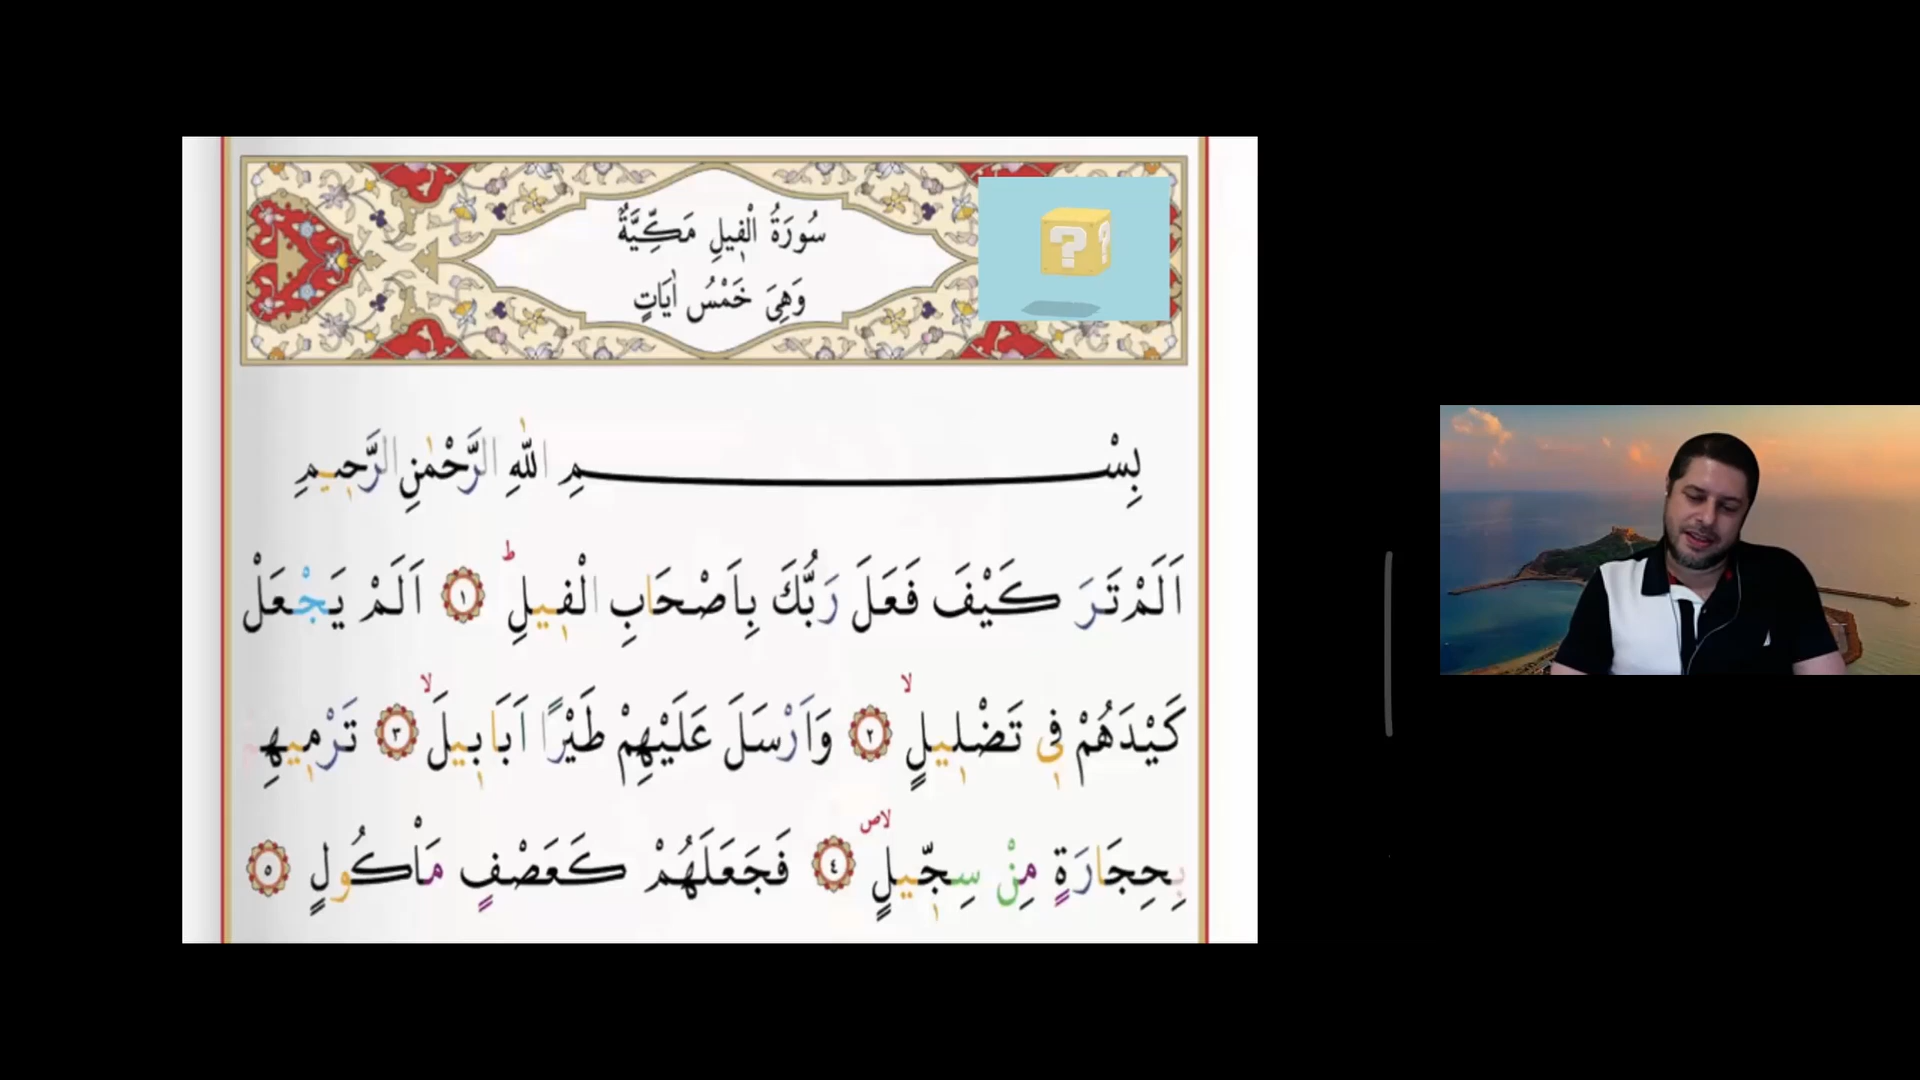 سُورَةُ الْفٖيلِ مَكِّيَّةٌ
وَهِىَ خَمْسُ اٰيَاتٍ
?
بِسْمِ اللّٰهِ الرَّحْمٰنِ الرَّحٖيمِ
اَلَمْ تَرَ كَيْفَ فَعَلَ رَبُّكَ بِاَصْحَابِ الْفٖيلِ ؕ ١ اَلَمْ يَجْعَلْ
كَيْدَهُمْ فٖى تَضْلٖيلٍ ۙ ٢ وَاَرْسَلَ عَلَيْهِمْ طَيْرًا اَبَابٖيلَ ۙ ٣ تَرْمٖيهِ
بِحِجَارَةٍ مِنْ سِجّٖيلٍ لاص ٤ فَجَعَلَهُمْ كَعَصْفٍ مَاْكُولٍ ٥